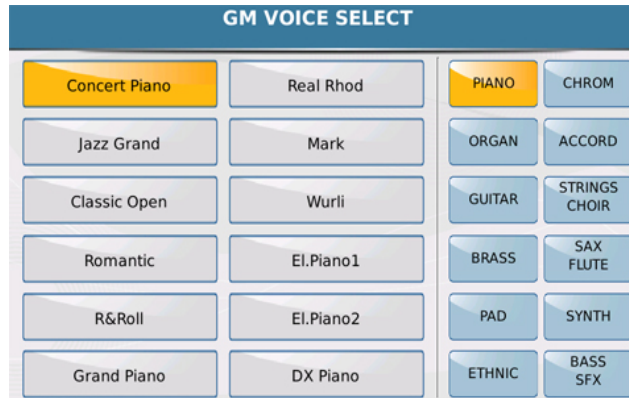 GM VOICE SELECT
Concert Piano Real Rhod PIANO CHROM
Jazz Grand Mark ORGAN ACCORD
Classic Open Wurli GUITAR STRINGS
CHOIR
Romantic El.Piano1 BRASS SAX
FLUTE
R&Roll El.Piano2 PAD SYNTH
Grand Piano DX Piano ETHNIC BASS
SFX